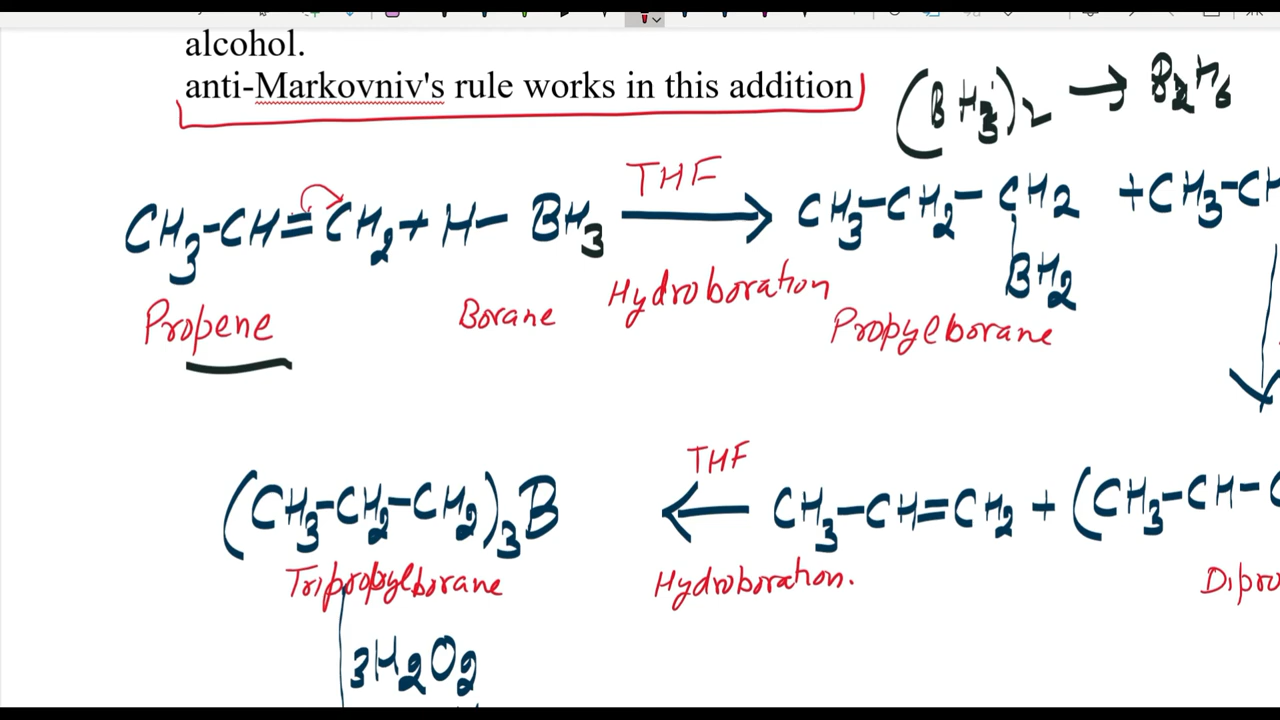 alcohol.
anti-Markovniv's rule works in this addition
(BH3)2 → B2H6
CH3-CH=CH2 + H-BH3 THF → CH3-CH2-CH2 + CH3-CH
BH2
Hydroboration
Propene Borane Propylborane
(CH3-CH2-CH2)3B THF ← CH3-CH=CH2 + (CH3-CH-C
Tripropylborane Hydroboration. Dipro
3H2O2